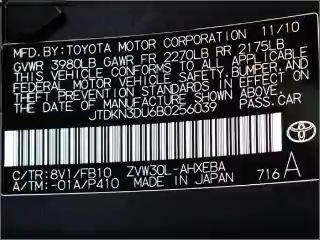 MFD.BY:TOYOTA MOTOR CORPORATION 11/10
GVWR 3980LB GAWR FR 2270LB RR 2175LB
THIS VEHICLE CONFORMS TO ALL APPLICABLE
FEDERAL MOTOR VEHICLE SAFETY, BUMPER, AND
THEFT PREVENTION STANDARDS IN EFFECT ON
THE DATE OF MANUFACTURE SHOWN ABOVE.
JTDKN3DU6B0256039 PASS.CAR
C/TR:8V1/FB10 ZVW30L-AHXEBA
A/TM:-01A/P410 MADE IN JAPAN 716 A
TOYOTA